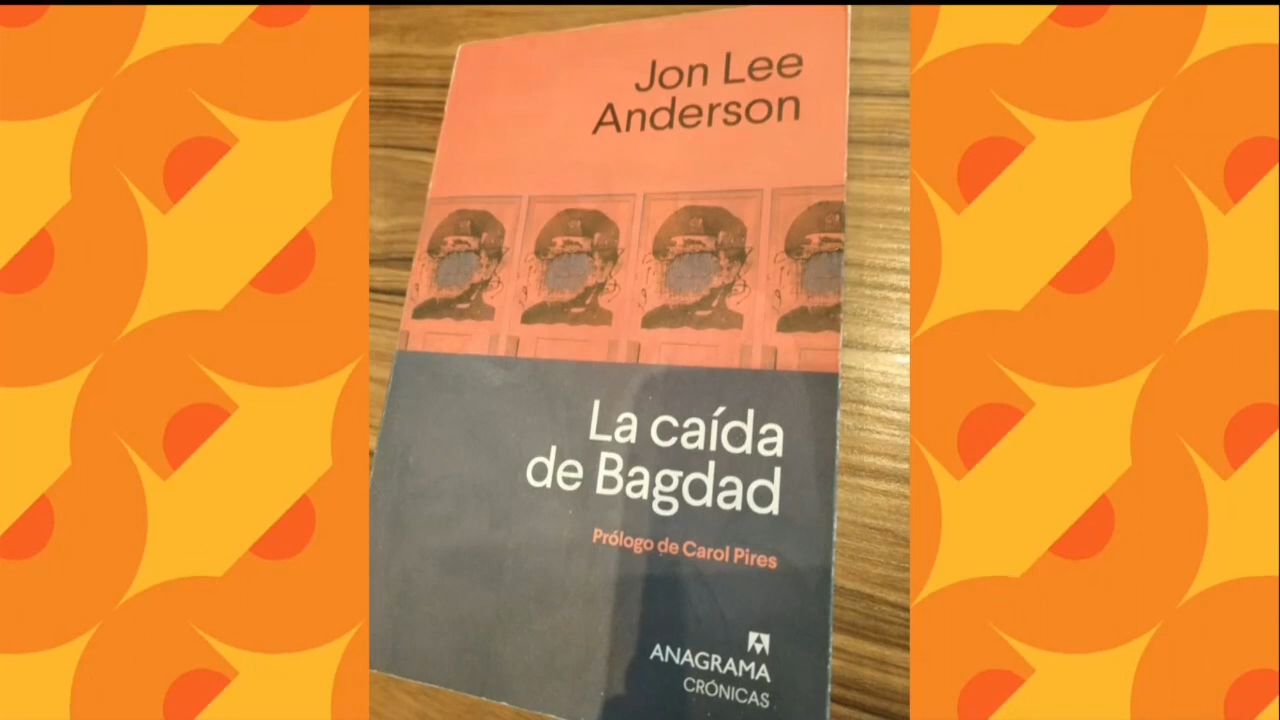 Jon Lee
Anderson
La caída
de Bagdad
Prólogo de Carol Pires
ANAGRAMA
CRÓNICAS